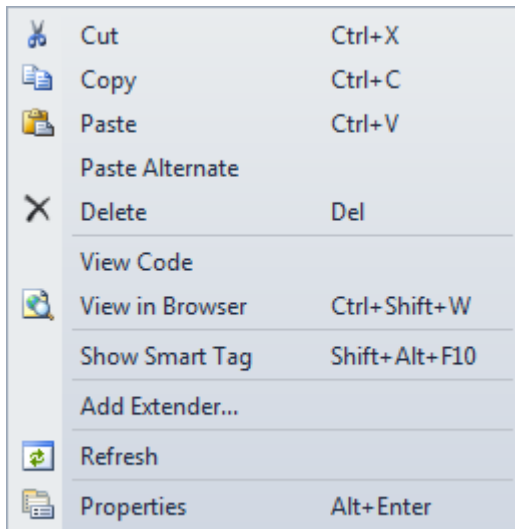 Cut Ctrl+X
Copy Ctrl+C
Paste Ctrl+V
Paste Alternate
Delete Del
View Code
View in Browser Ctrl+Shift+W
Show Smart Tag Shift+Alt+F10
Add Extender...
Refresh
Properties Alt+Enter